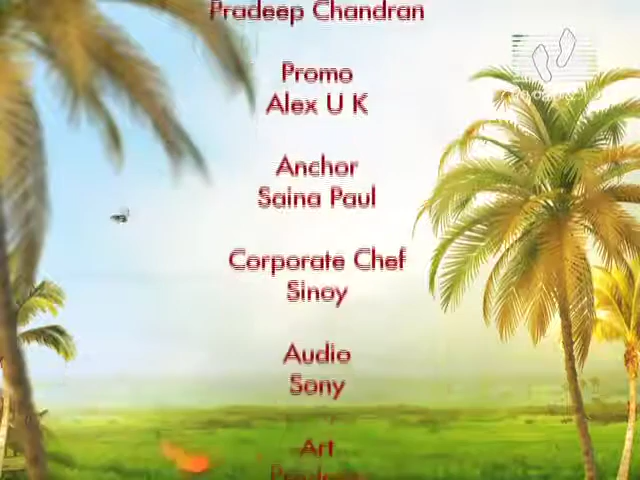 Pradeep Chandran
Promo
Alex U K
Anchor
Saina Paul
Corporate Chef
Sinoy
Audio
Sony
Art